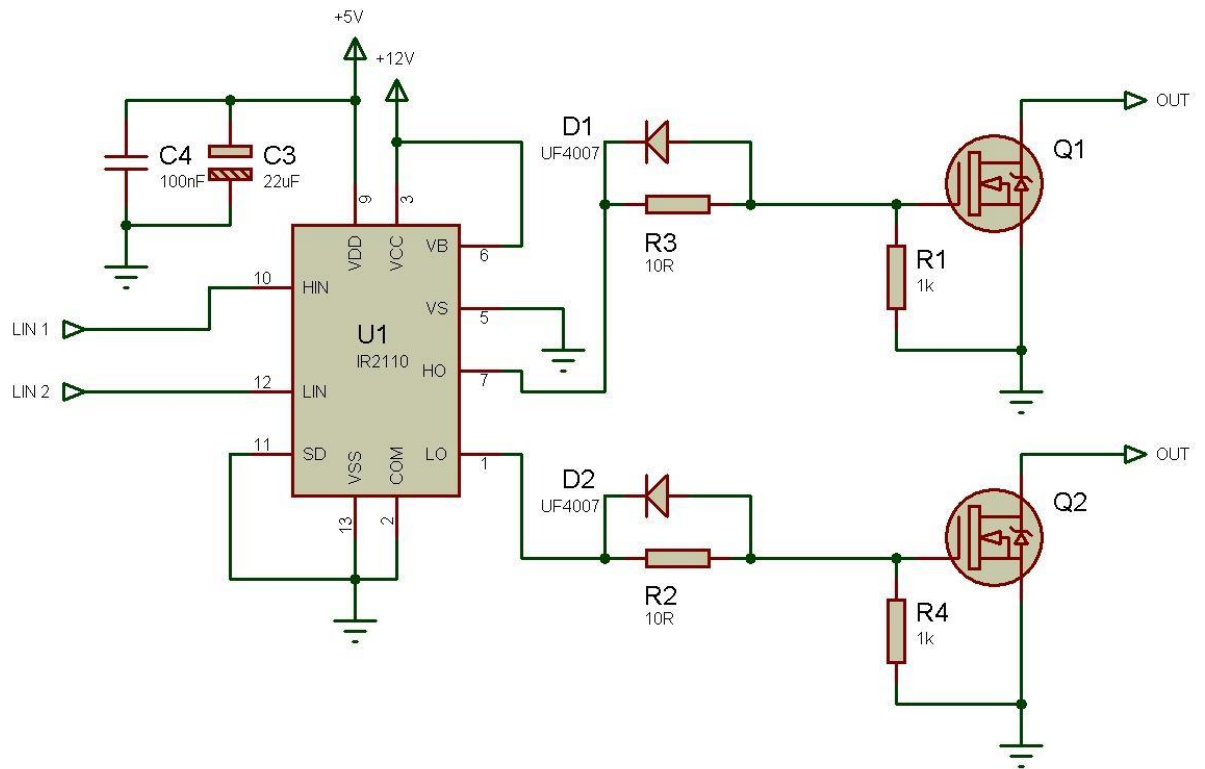 +5V
+12V
C4
100nF
C3
22uF
D1
UF4007
R3
10R
OUT
Q1
R1
1k
9
3
VDD
VCC
VB
6
10
HIN
VS
5
LIN 1
U1
IR2110
HO
7
LIN 2
12
LIN
11
SD
VSS
COM
LO
1
13
2
D2
UF4007
R2
10R
OUT
Q2
R4
1k